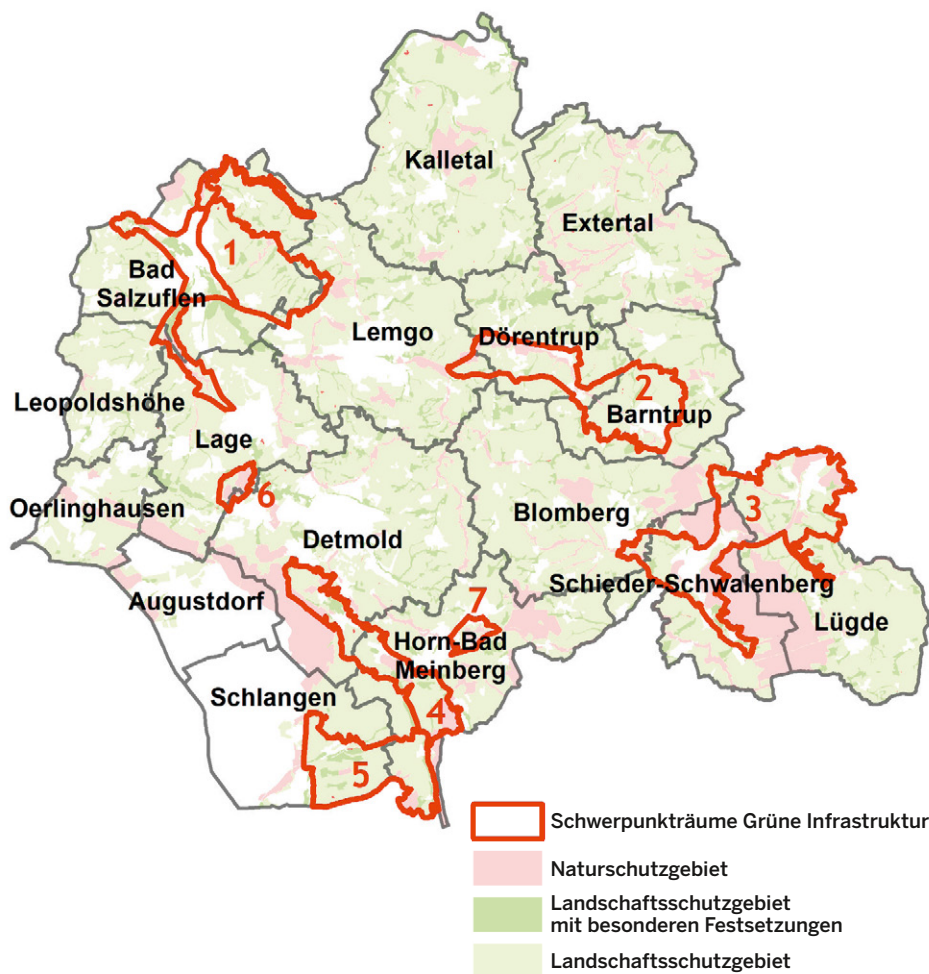 Kalletal
Extertal
1
Bad
Salzuflen
Lemgo
Dörentrup
2
Barntrup
Leopoldshöhe
Lage
Oerlinghausen
6
Blomberg
3
Detmold
Schieder-Schwalenberg
Augustdorf
7
Lügde
Horn-Bad
Meinberg
Schlangen
4
5
Schwerpunkträume Grüne Infrastruktur
Naturschutzgebiet
Landschaftsschutzgebiet
mit besonderen Festsetzungen
Landschaftsschutzgebiet